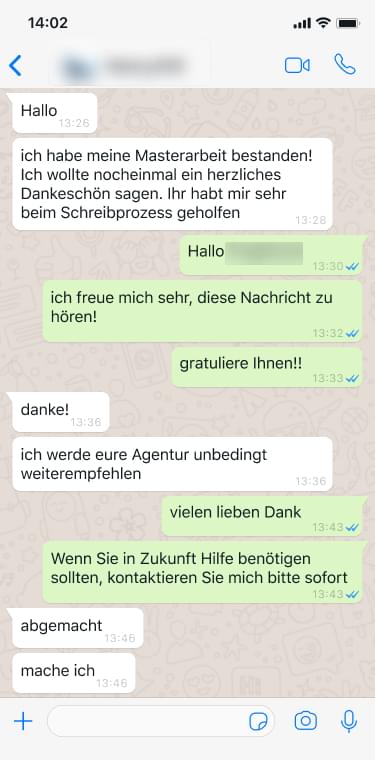 14:02
Hallo
13:26
ich habe meine Masterarbeit bestanden!
Ich wollte nocheinmal ein herzliches
Dankeschön sagen. Ihr habt mir sehr
beim Schreibprozess geholfen
13:28
Hallo
13:30
ich freue mich sehr, diese Nachricht zu
hören!
13:32
gratuliere Ihnen!!
13:33
danke!
13:36
ich werde eure Agentur unbedingt
weiterempfehlen
13:36
vielen lieben Dank
13:43
Wenn Sie in Zukunft Hilfe benötigen
sollten, kontaktieren Sie mich bitte sofort
13:43
abgemacht
13:46
mache ich
13:46